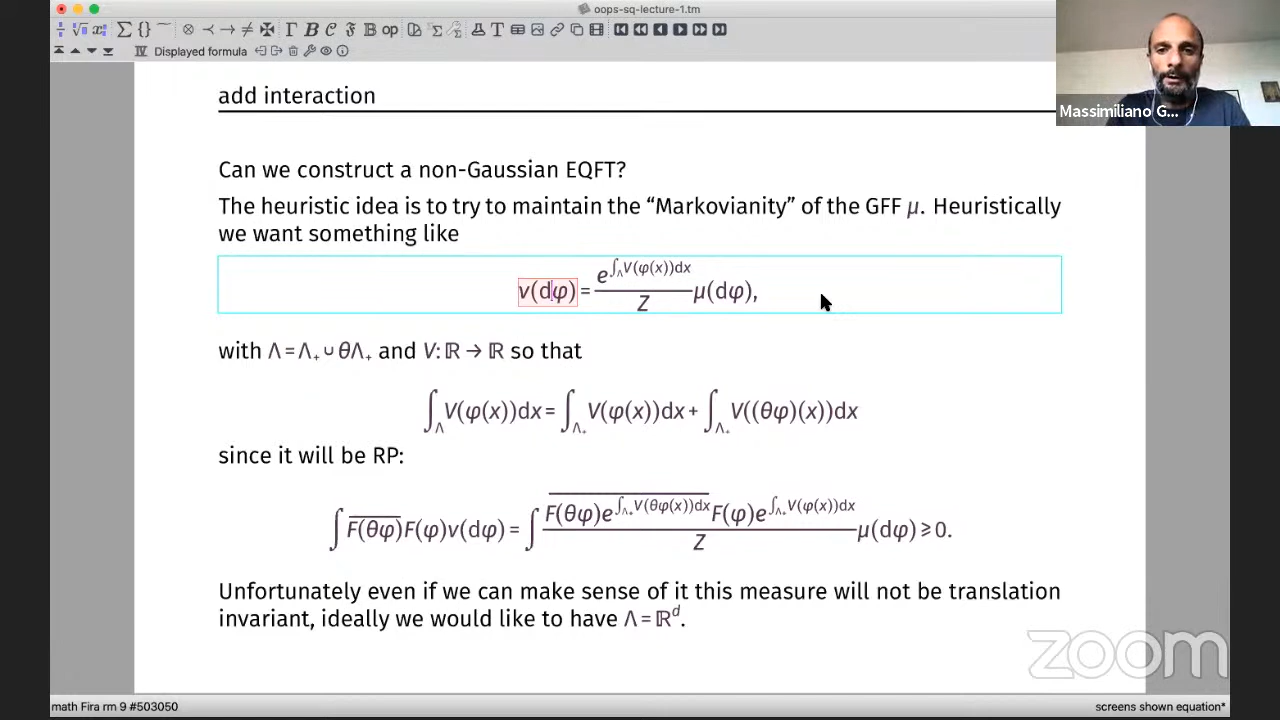 oops-sq-lecture-1.tm
Displayed formula
Massimiliano G...
add interaction
Can we construct a non-Gaussian EQFT?
The heuristic idea is to try to maintain the “Markovianity” of the GFF μ. Heuristically
we want something like
ν(dφ) = e^{∫_Λ V(φ(x))dx} / Z μ(dφ),
with Λ = Λ₊ ∪ θΛ₊ and V: ℝ → ℝ so that
∫_Λ V(φ(x))dx = ∫_{Λ₊} V(φ(x))dx + ∫_{Λ₊} V((θφ)(x))dx
since it will be RP:
∫ \overline{F(θφ)}F(φ)ν(dφ) = ∫ \overline{F(θφ)e^{∫_{Λ₊} V(θφ(x))dx}}F(φ)e^{∫_{Λ₊} V(φ(x))dx} / Z μ(dφ) ⩾ 0.
Unfortunately even if we can make sense of it this measure will not be translation
invariant, ideally we would like to have Λ = ℝ^d.
zoom
math Fira rm 9 #503050
screens shown equation*